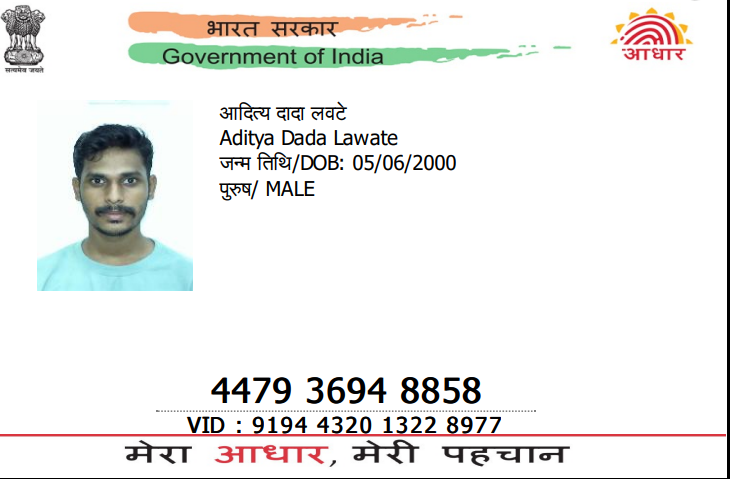 सत्यमेव जयते
भारत सरकार
Government of India
आधार
आदित्य दादा लवटे
Aditya Dada Lawate
जन्म तिथि/DOB: 05/06/2000
पुरुष/ MALE
4479 3694 8858
VID : 9194 4320 1322 8977
मेरा आधार, मेरी पहचान